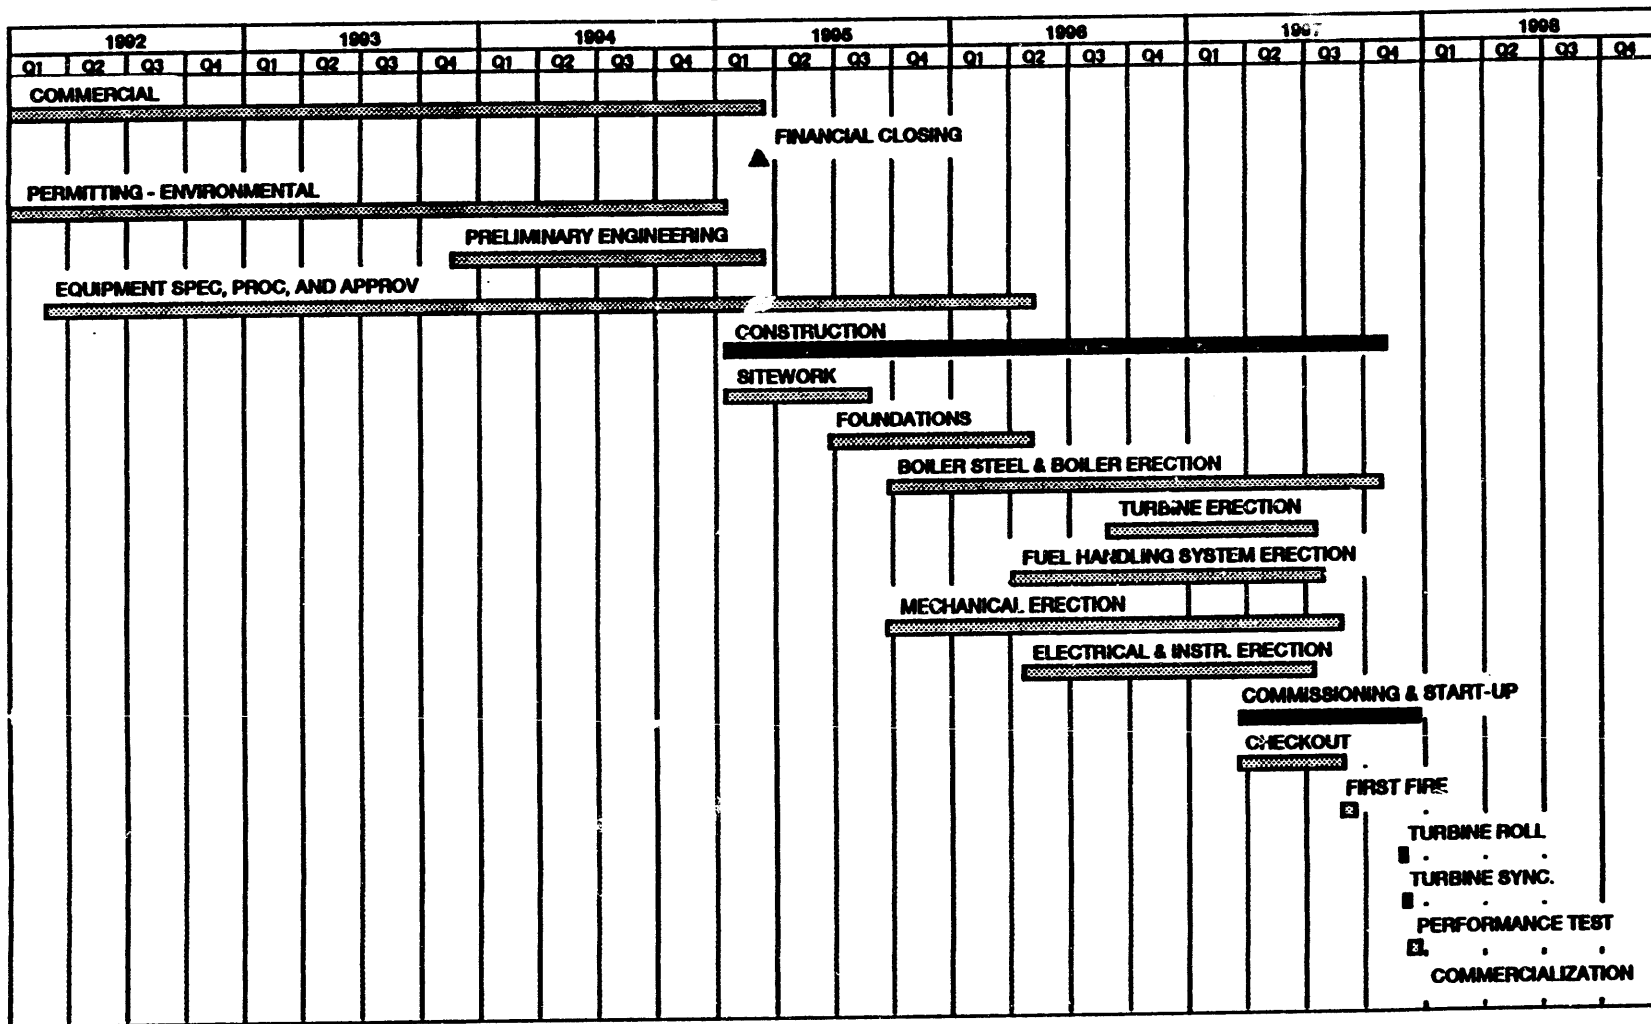 1992 1993 1994 1995 1996 1997 1998
Q1 Q2 Q3 Q4 Q1 Q2 Q3 Q4 Q1 Q2 Q3 Q4 Q1 Q2 Q3 Q4 Q1 Q2 Q3 Q4 Q1 Q2 Q3 Q4 Q1 Q2 Q3 Q4
COMMERCIAL
FINANCIAL CLOSING
PERMITTING - ENVIRONMENTAL
PRELIMINARY ENGINEERING
EQUIPMENT SPEC, PROC, AND APPROV
CONSTRUCTION
SITEWORK
FOUNDATIONS
BOILER STEEL & BOILER ERECTION
TURBINE ERECTION
FUEL HANDLING SYSTEM ERECTION
MECHANICAL ERECTION
ELECTRICAL & INSTR. ERECTION
COMMISSIONING & START-UP
CHECKOUT
FIRST FIRE
TURBINE ROLL
TURBINE SYNC.
PERFORMANCE TEST
COMMERCIALIZATION